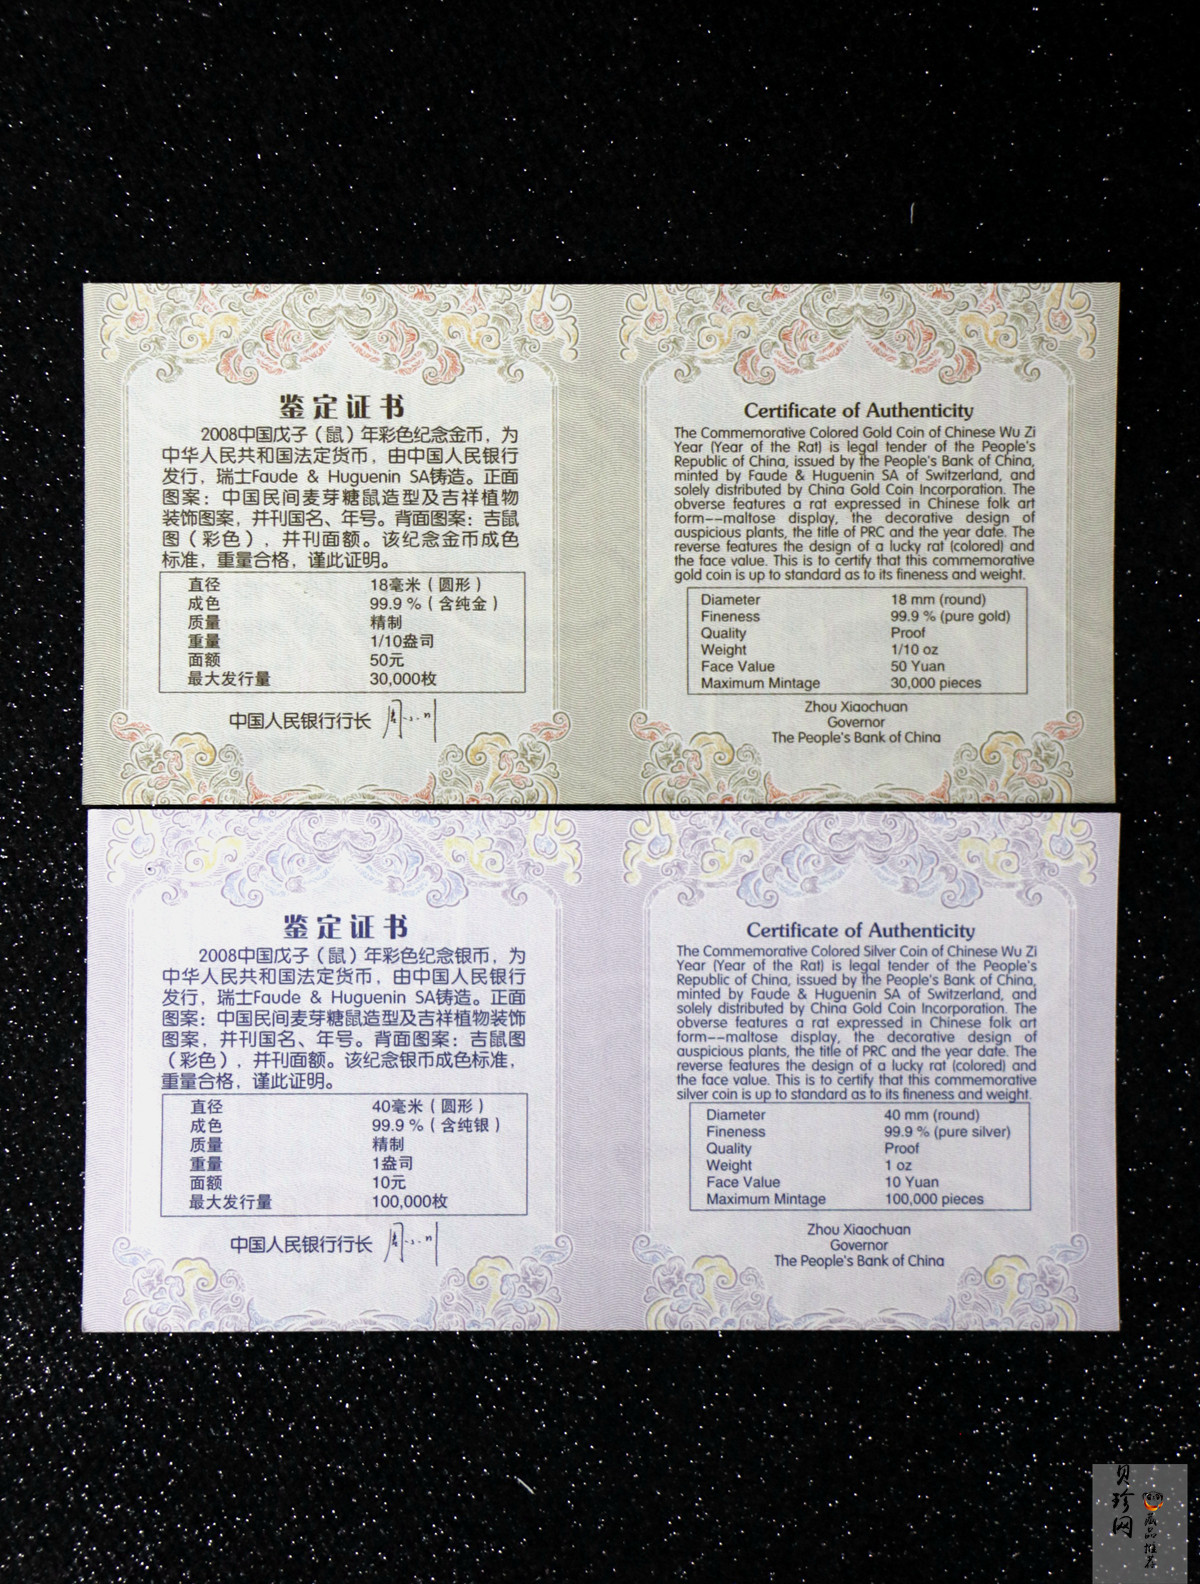 鉴定证书
2008中国戊子（鼠）年彩色纪念金币，为
中华人民共和国法定货币，由中国人民银行
发行，瑞士Faude & Huguenin SA铸造。正面
图案：中国民间麦芽糖鼠造型及吉祥植物
装饰图案，并刊国名、年号。背面图案：吉鼠
图（彩色），并刊面额。该纪念金币成色
标准，重量合格，谨此证明。
直径 18毫米（圆形）
成色 99.9%（含纯金）
质量 精制
重量 1/10盎司
面额 50元
最大发行量 30,000枚
中国人民银行行长 周小川
Certificate of Authenticity
The Commemorative Colored Gold Coin of Chinese Wu Zi
Year (Year of the Rat) is legal tender of the People's
Republic of China, issued by the People's Bank of China,
minted by Faude & Huguenin SA of Switzerland, and
solely distributed by China Gold Coin Incorporation. The
obverse features a rat expressed in Chinese folk art
form--maltose display, the decorative design of
auspicious plants, the title of PRC and the year date. The
reverse features the design of a lucky rat (colored) and
the face value. This is to certify that this commemorative
gold coin is up to standard as to its fineness and weight.
Diameter 18 mm (round)
Fineness 99.9 % (pure gold)
Quality Proof
Weight 1/10 oz
Face Value 50 Yuan
Maximum Mintage 30,000 pieces
Zhou Xiaochuan
Governor
The People's Bank of China
鉴定证书
2008中国戊子（鼠）年彩色纪念银币，为
中华人民共和国法定货币，由中国人民银行
发行，瑞士Faude & Huguenin SA铸造。正面
图案：中国民间麦芽糖鼠造型及吉祥植物装饰
图案，并刊国名、年号。背面图案：吉鼠图
（彩色），并刊面额。该纪念银币成色标准，
重量合格，谨此证明。
直径 40毫米（圆形）
成色 99.9%（含纯银）
质量 精制
重量 1盎司
面额 10元
最大发行量 100,000枚
中国人民银行行长 周小川
Certificate of Authenticity
The Commemorative Colored Silver Coin of Chinese Wu Zi
Year (Year of the Rat) is legal tender of the People's
Republic of China, issued by the People's Bank of China,
minted by Faude & Huguenin SA of Switzerland, and
solely distributed by China Gold Coin Incorporation. The
obverse features a rat expressed in Chinese folk art
form--maltose display, the decorative design of
auspicious plants, the title of PRC and the year date. The
reverse features the design of a lucky rat (colored) and
the face value. This is to certify that this commemorative
silver coin is up to standard as to its fineness and weight.
Diameter 40 mm (round)
Fineness 99.9 % (pure silver)
Quality Proof
Weight 1 oz
Face Value 10 Yuan
Maximum Mintage 100,000 pieces
Zhou Xiaochuan
Governor
The People's Bank of China
贝珍网
藏品推荐